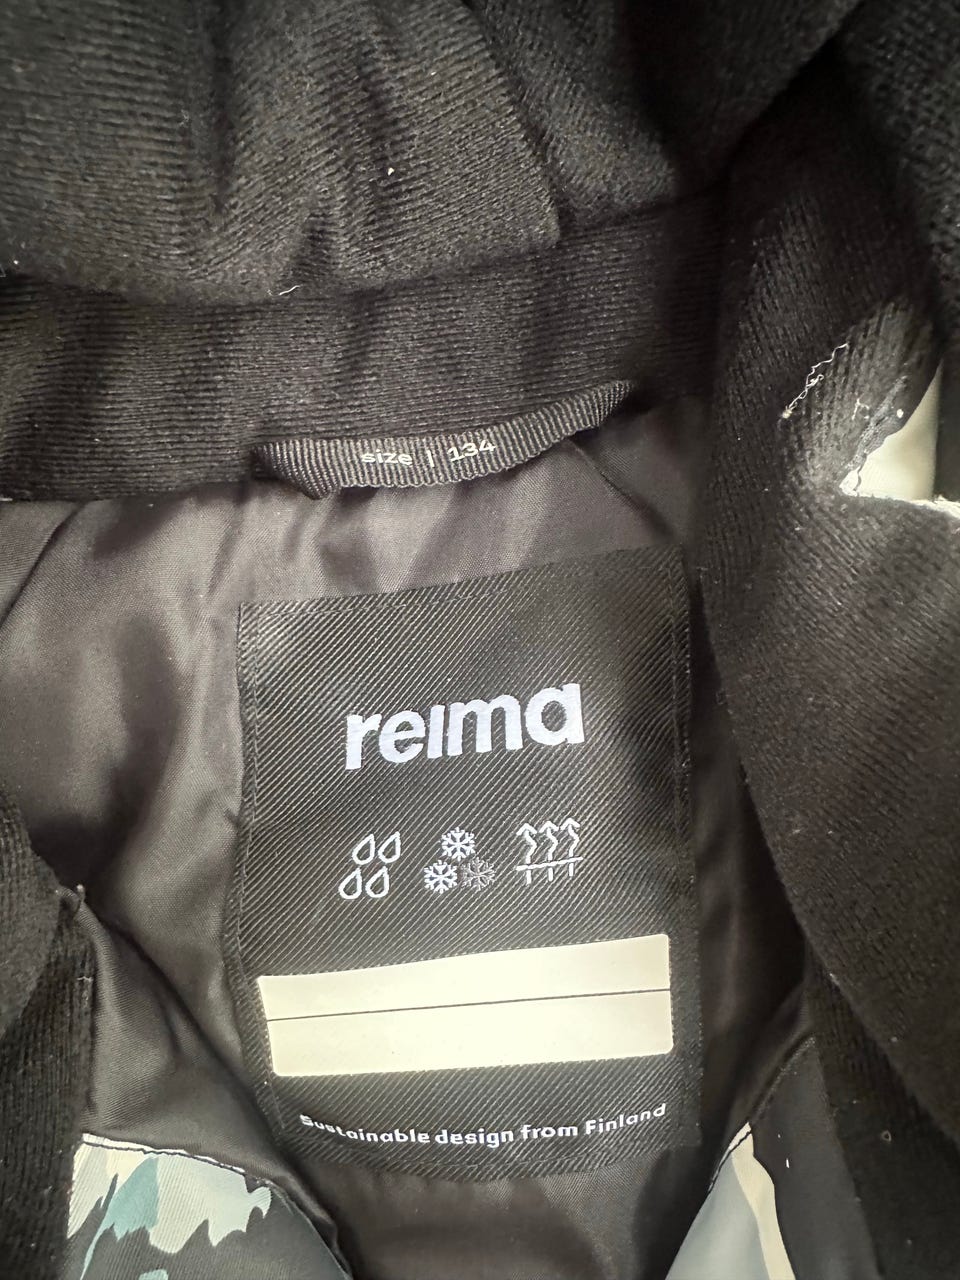 size | 134
reima
Sustainable design from Finland